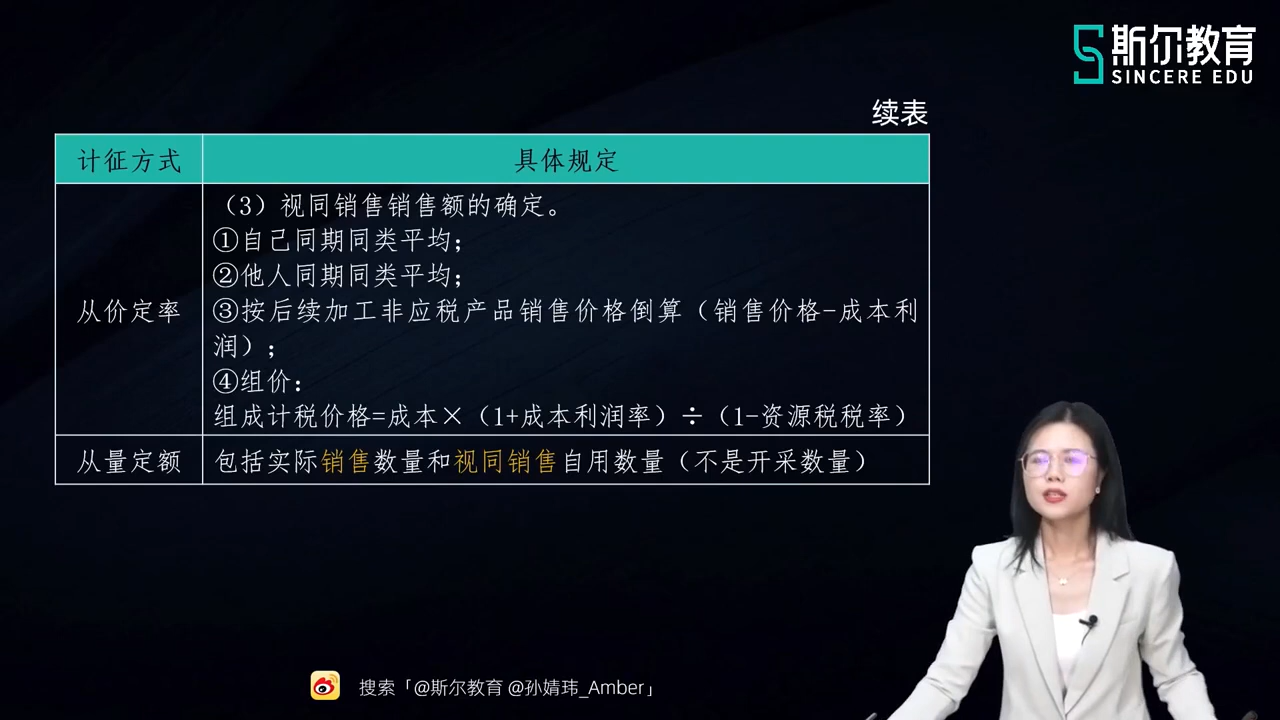 斯尔教育
SINCERE EDU
续表
计征方式
具体规定
从价定率
（3）视同销售销售额的确定。
①自己同期同类平均；
②他人同期同类平均；
③按后续加工非应税产品销售价格倒算（销售价格-成本利
润）；
④组价：
组成计税价格=成本×（1+成本利润率）÷（1-资源税税率）
从量定额
包括实际销售数量和视同销售自用数量（不是开采数量）
搜索「@斯尔教育 @孙婧玮_Amber」